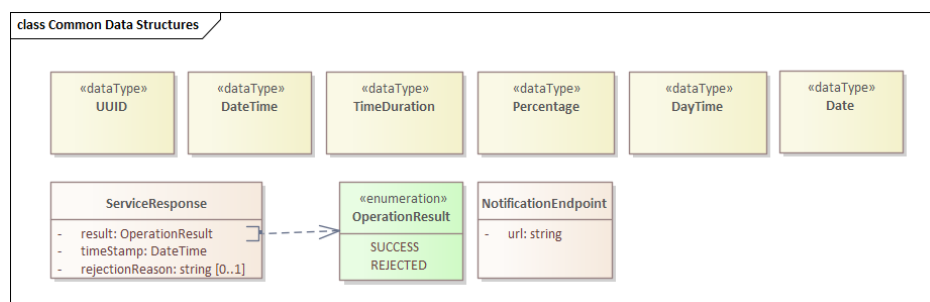 class Common Data Structures
«dataType»
UUID
«dataType»
DateTime
«dataType»
TimeDuration
«dataType»
Percentage
«dataType»
DayTime
«dataType»
Date
ServiceResponse
- result: OperationResult
- timeStamp: DateTime
- rejectionReason: string [0..1]
«enumeration»
OperationResult
SUCCESS
REJECTED
NotificationEndpoint
- url: string